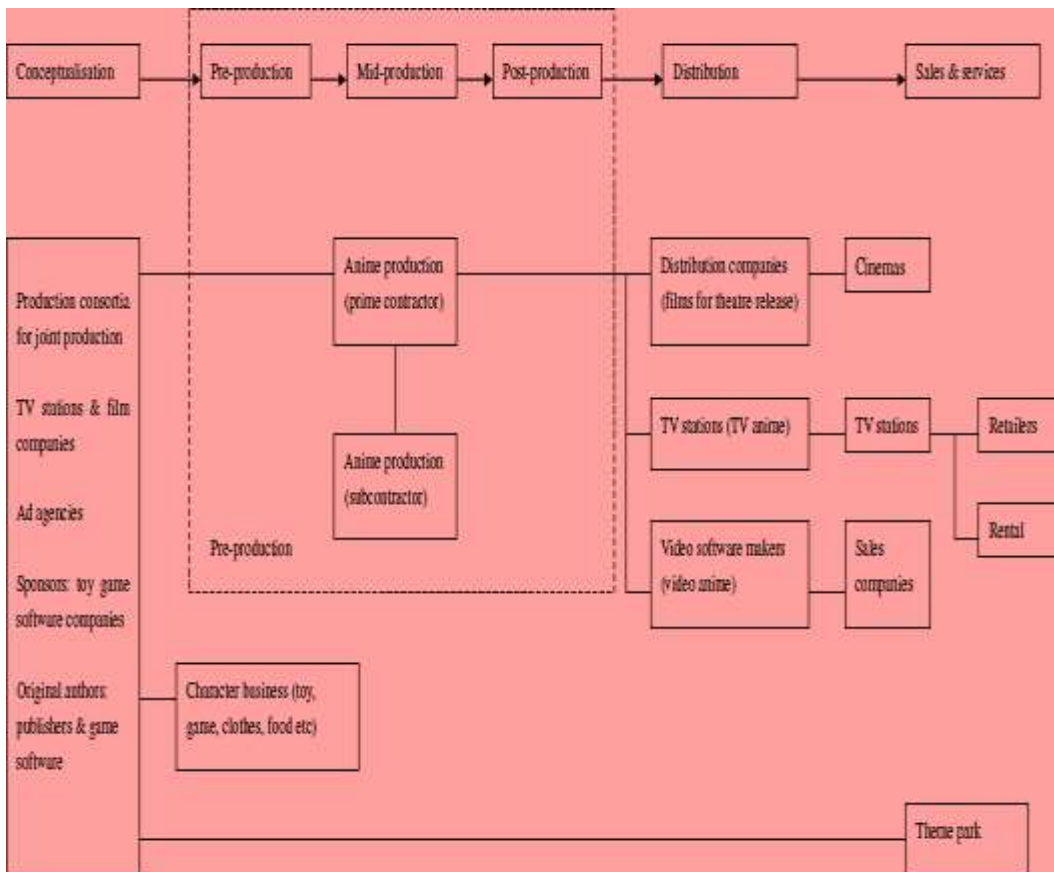 Conceptualisation
Pre-production
Mid-production
Post-production
Distribution
Sales & services
Production consortia
for joint production
TV stations & film
companies
Ad agencies
Sponsors: toy game
software companies
Original authors:
publishers & game
software
Anime production
(prime contractor)
Anime production
(subcontractor)
Pre-production
Distribution companies
(films for theatre release)
Cinemas
TV stations (TV anime)
TV stations
Retailers
Rental
Video software makers
(video anime)
Sales
companies
Character business (toy,
game, clothes, food etc)
Theme park